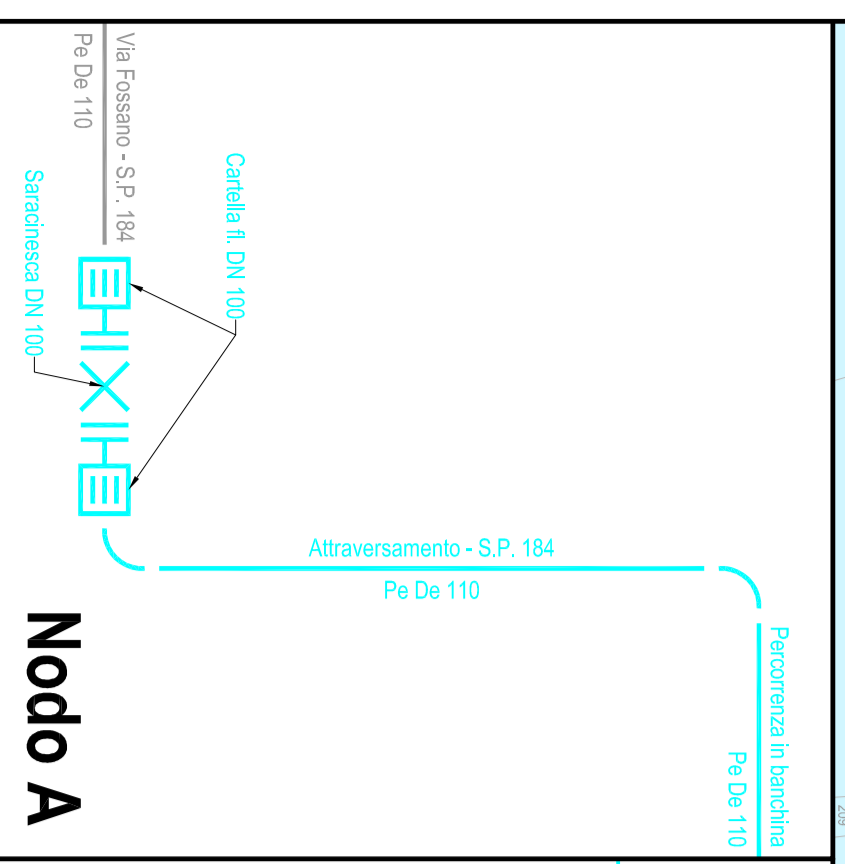 Via Fossano - S.P. 184
Pe De 110
Cartella fl. DN 100
Saracinesca DN 100
Attraversamento - S.P. 184
Pe De 110
Percorrenza in banchina
Pe De 110
Nodo A
209